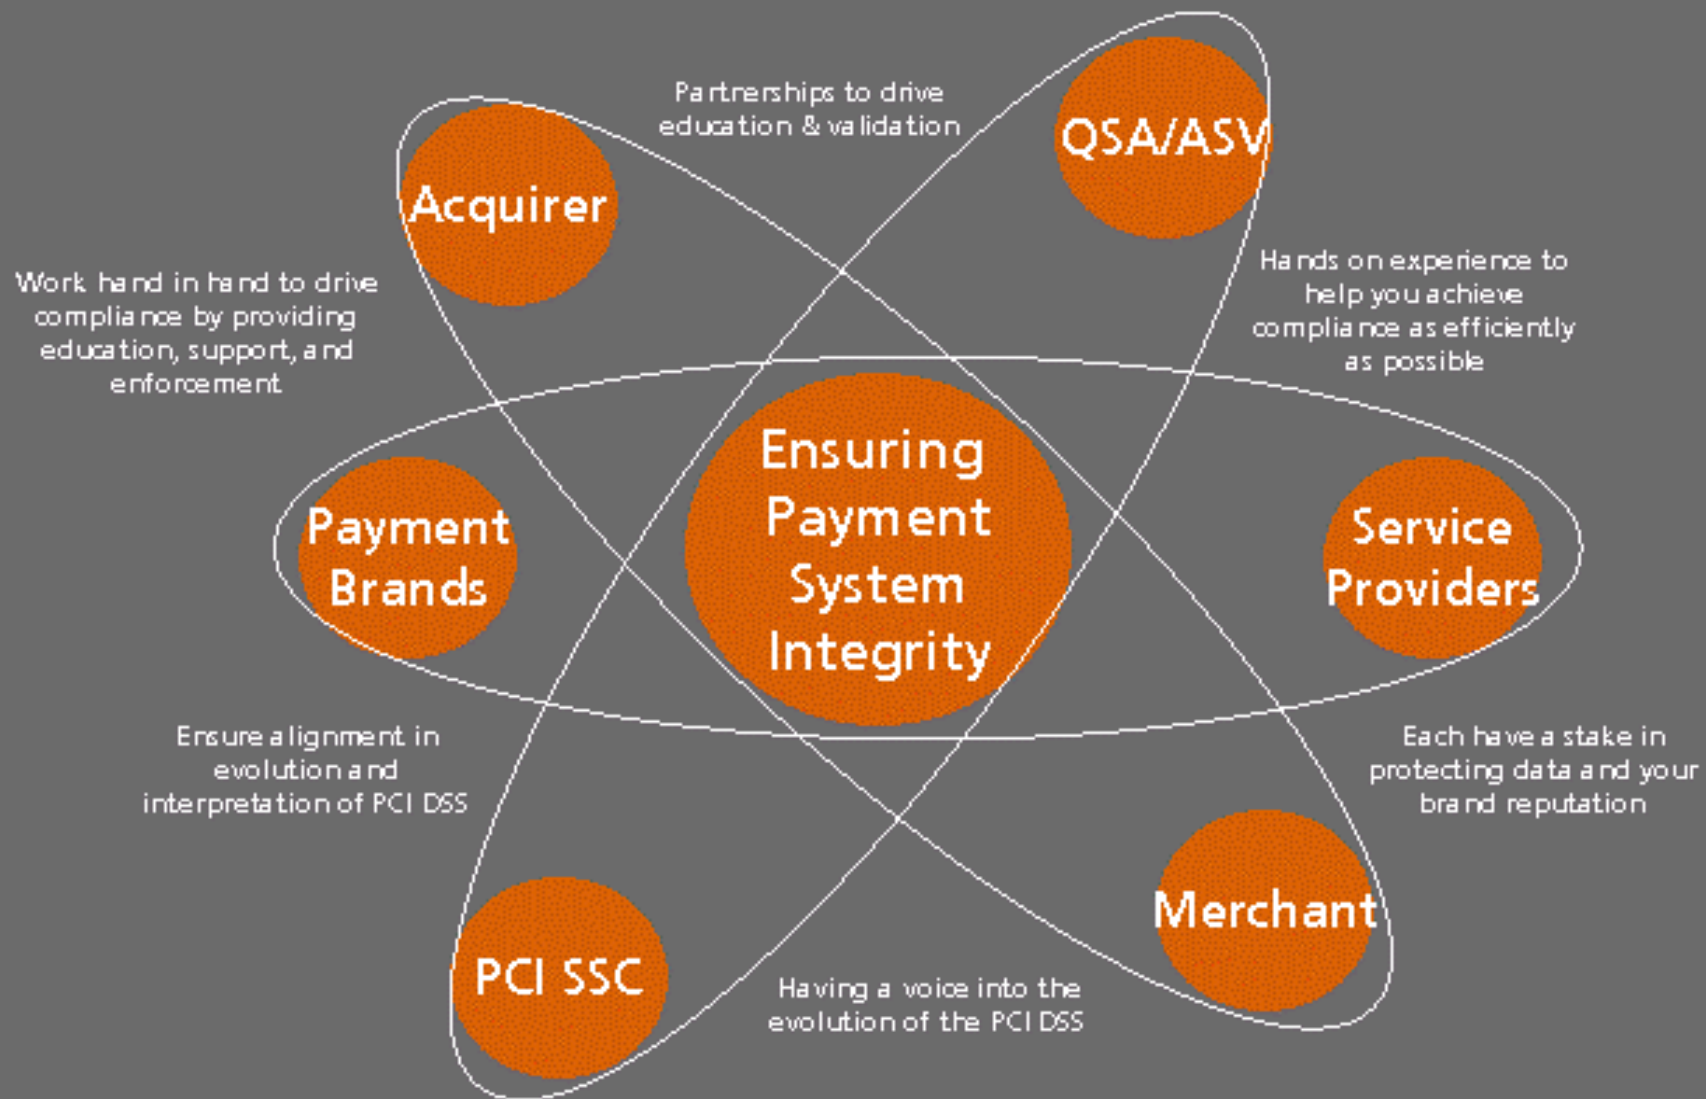 Partnerships to drive
education & validation
QSA/ASV
Acquirer
Work hand in hand to drive
compliance by providing
education, support, and
enforcement
Hands on experience to
help you achieve
compliance as efficiently
as possible
Ensuring
Payment
System
Integrity
Payment
Brands
Service
Providers
Ensure alignment in
evolution and
interpretation of PCI DSS
Each have a stake in
protecting data and your
brand reputation
Merchant
PCI SSC
Having a voice into the
evolution of the PCI DSS